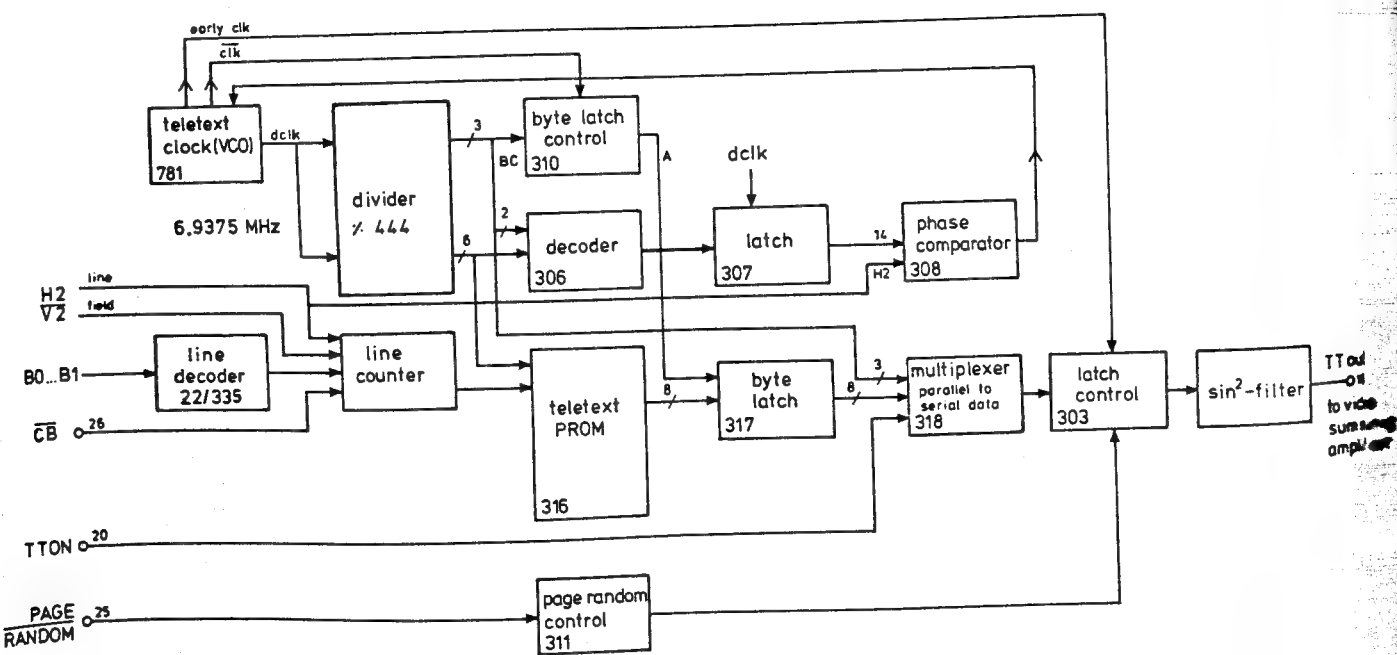 early clk
clk
teletext
clock(VCO)
781
dclk
6.9375 MHz
divider
٪ 444
3
BC
6
byte latch
control
310
A
2
decoder
306
dclk
latch
307
14
H2
phase
comparator
308
H2
line
V2
field
B0...B1
line
decoder
22/335
line
counter
CB
26
teletext
PROM
316
8
byte
latch
317
8
3
multiplexer
parallel to
serial data
318
latch
control
303
sin²-filter
TT out
to video
summing
TTON
20
PAGE
RANDOM
25
page random
control
311